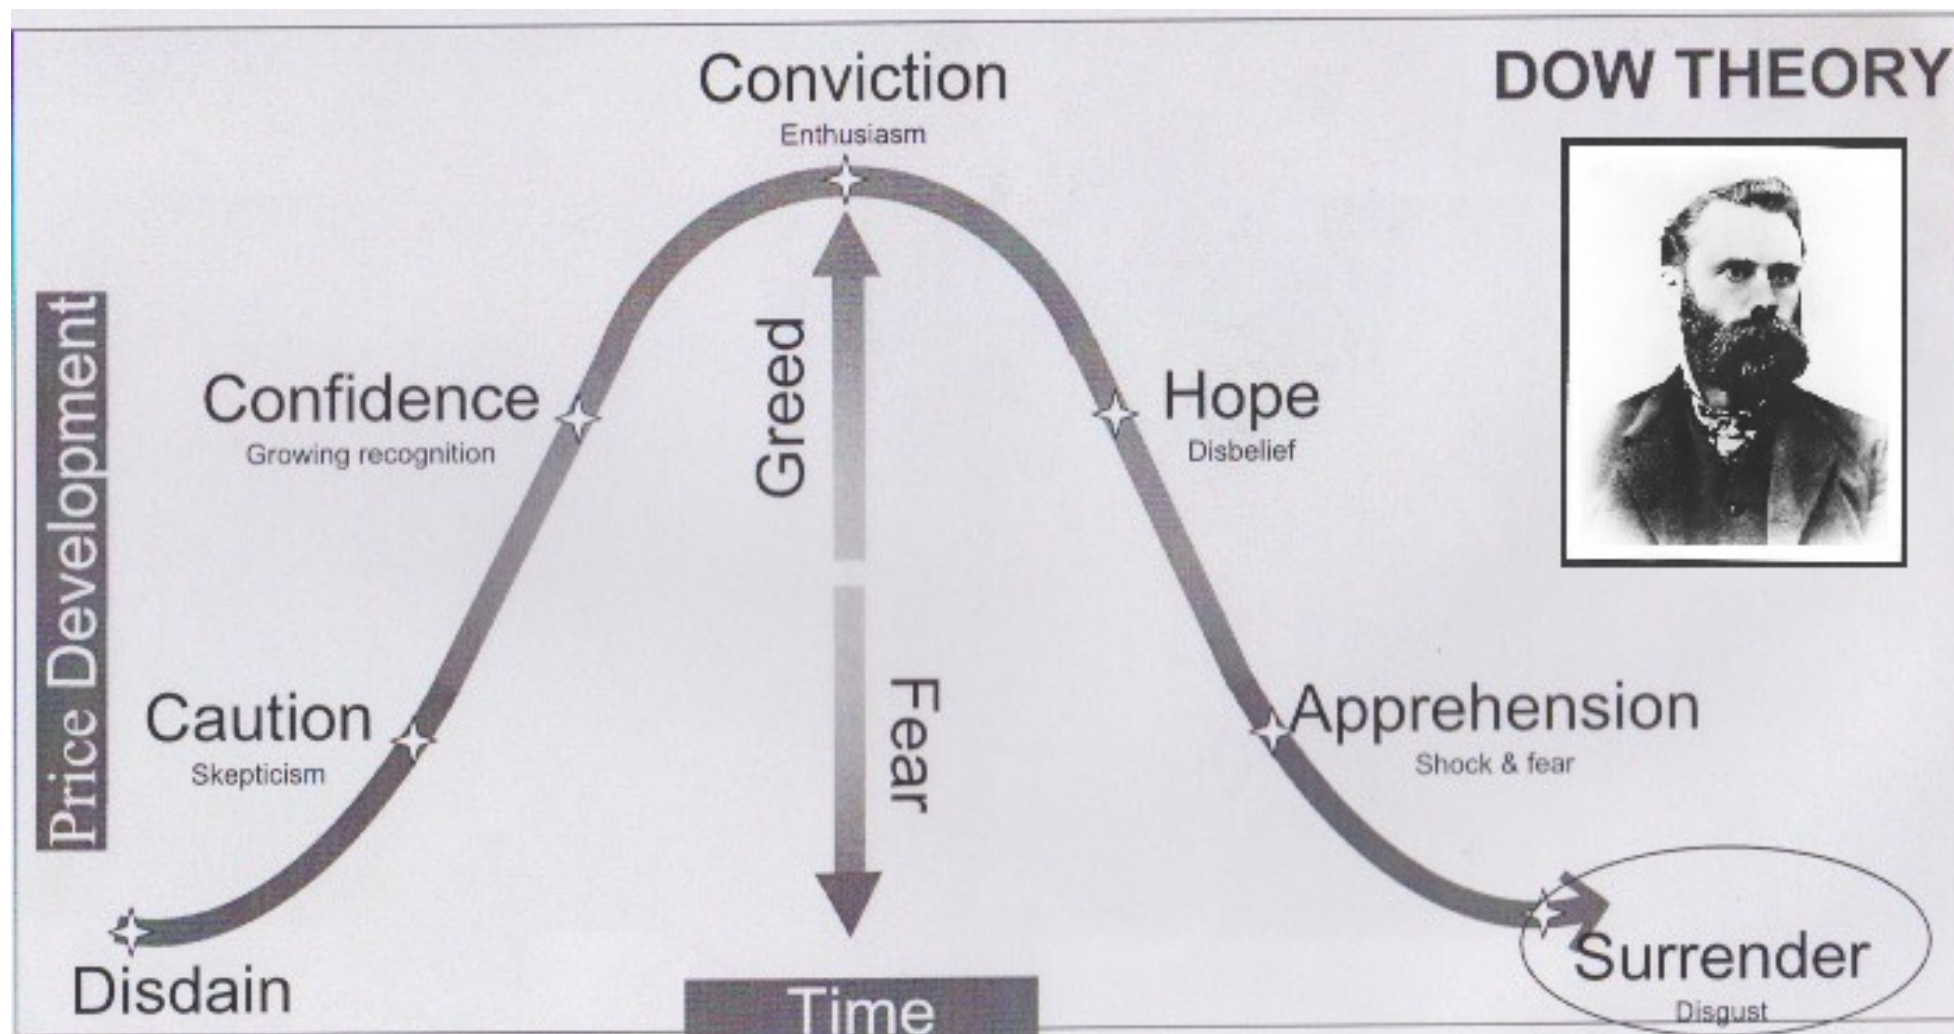 DOW THEORY
Conviction
Enthusiasm
Price Development
Confidence
Growing recognition
Greed
Hope
Disbelief
Caution
Skepticism
Fear
Apprehension
Shock & fear
Disdain
Time
Surrender
Disgust